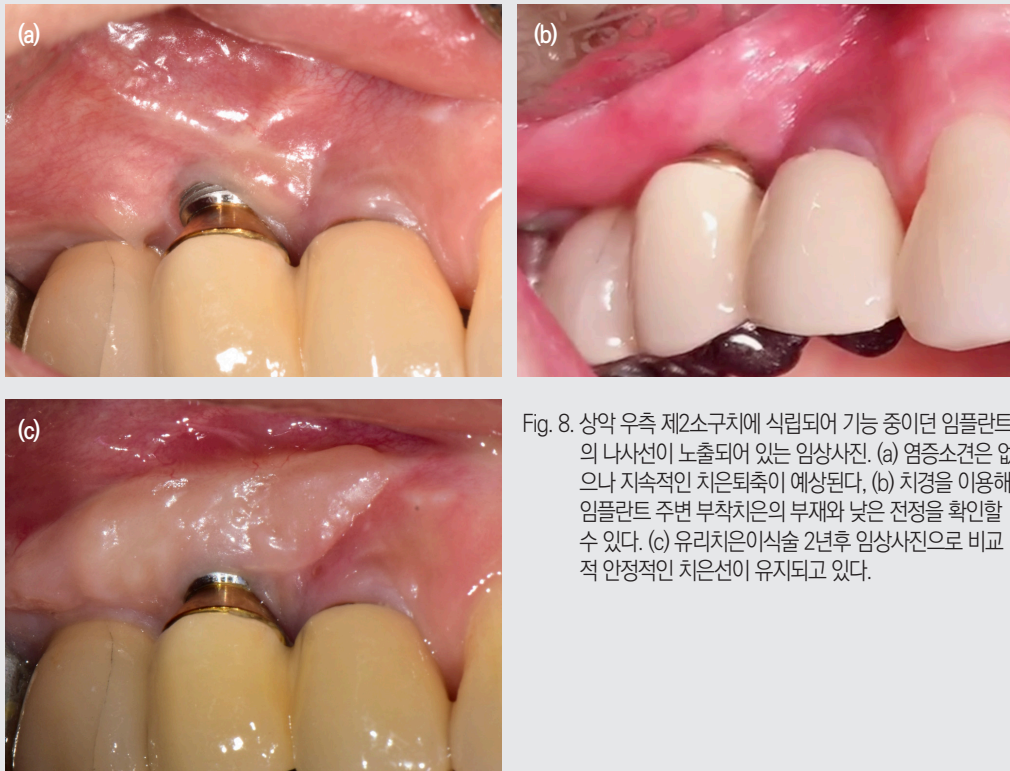 (a)
(b)
(c)
Fig. 8. 상악 우측 제2소구치에 식립되어 기능 중이던 임플란트
의 나사선이 노출되어 있는 임상사진. (a) 염증소견은 없
으나 지속적인 치은퇴축이 예상된다, (b) 치경을 이용해
임플란트 주변 부착치은의 부재와 낮은 전정을 확인할
수 있다. (c) 유리치은이식술 2년후 임상사진으로 비교
적 안정적인 치은선이 유지되고 있다.